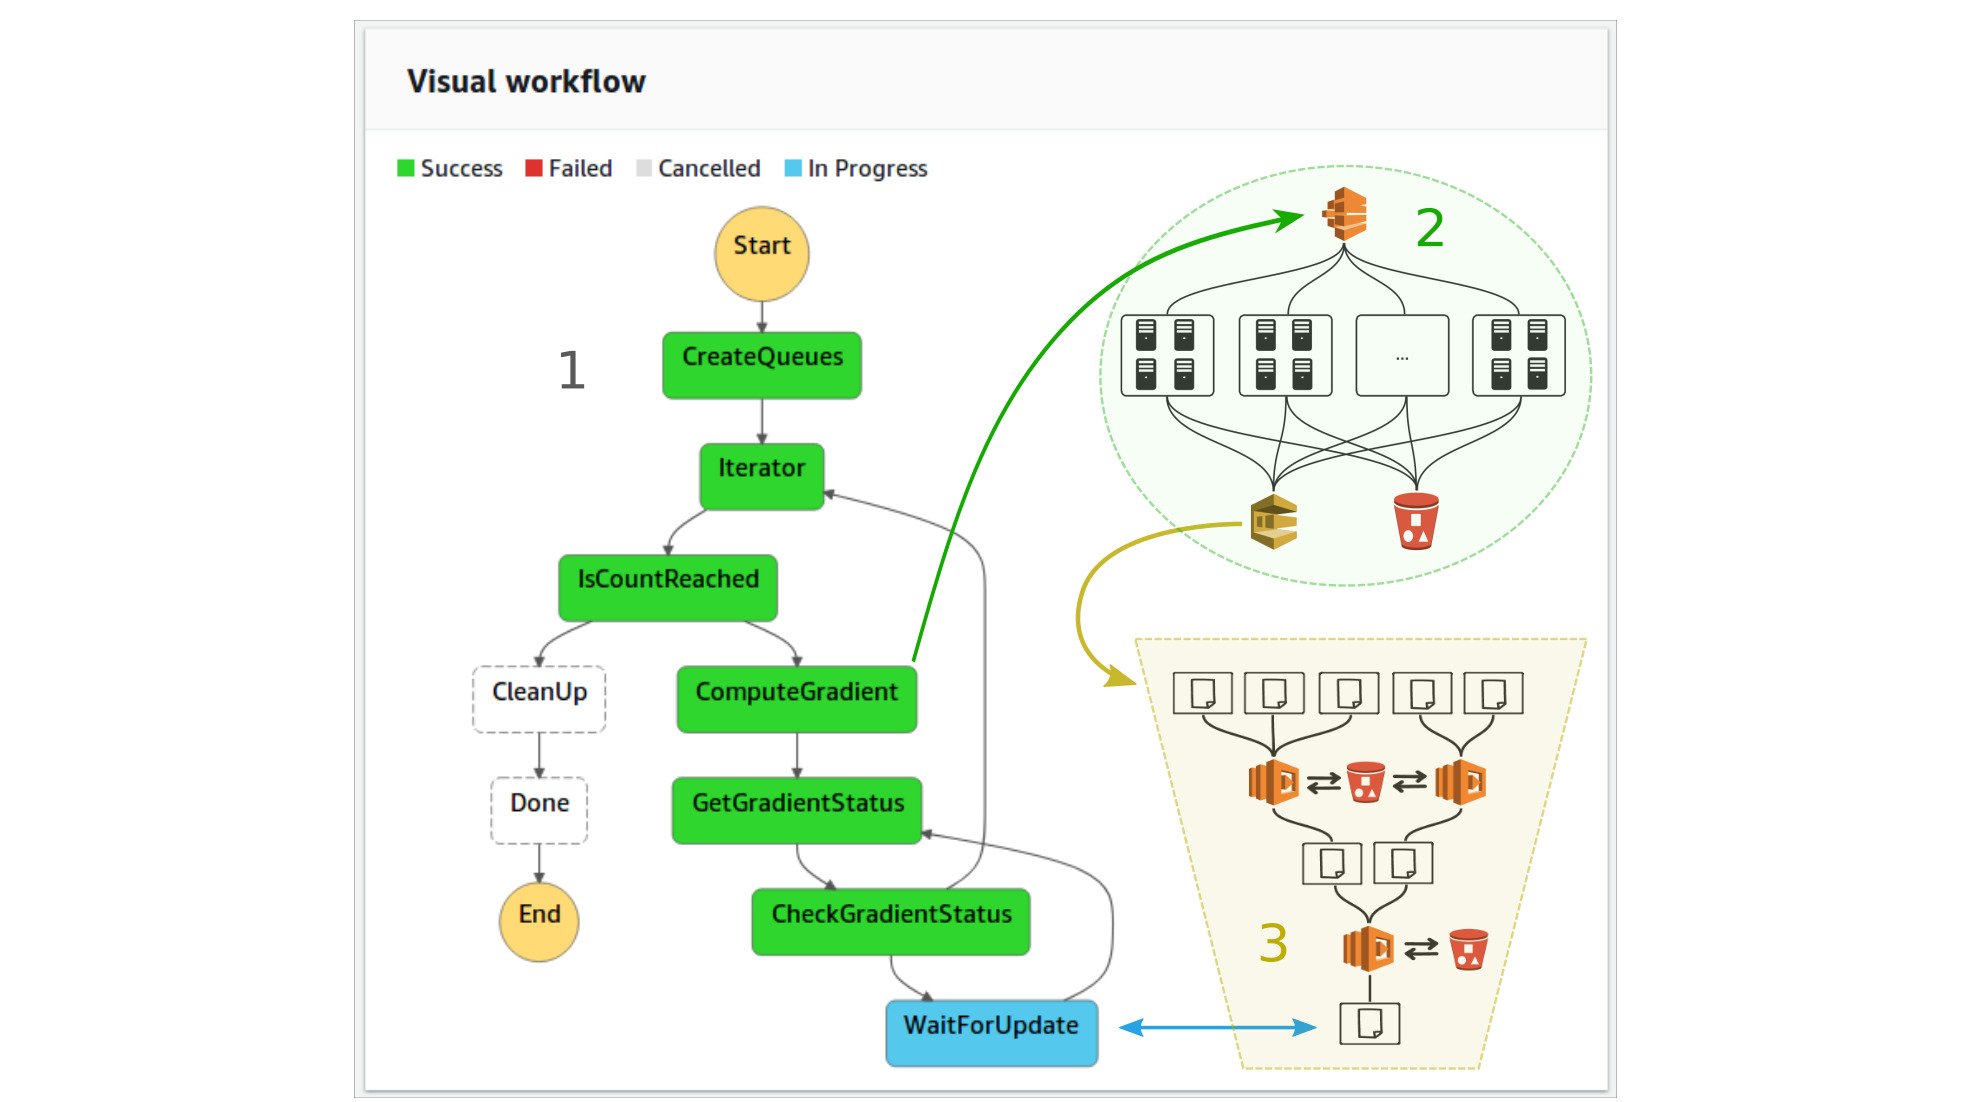 Visual workflow
Success Failed Cancelled In Progress
Start
2
1
CreateQueues
...
Iterator
IsCountReached
CleanUp
ComputeGradient
Done
GetGradientStatus
End
CheckGradientStatus
3
WaitForUpdate